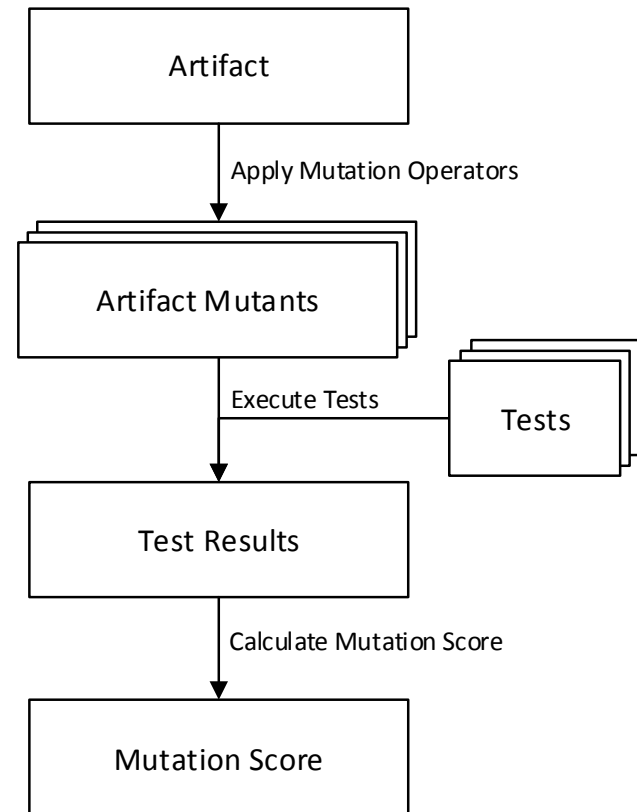 Artifact
Apply Mutation Operators
Artifact Mutants
Execute Tests
Tests
Test Results
Calculate Mutation Score
Mutation Score